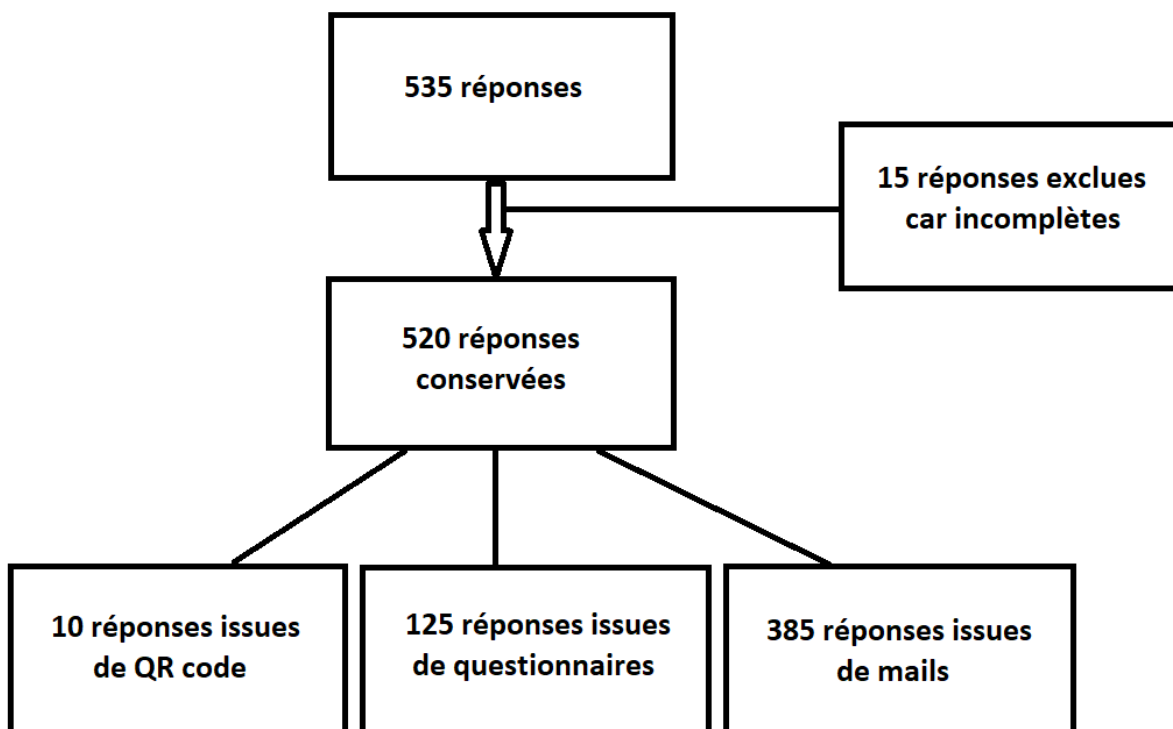 535 réponses
15 réponses exclues
car incomplètes
520 réponses
conservées
10 réponses issues
de QR code
125 réponses issues
de questionnaires
385 réponses issues
de mails